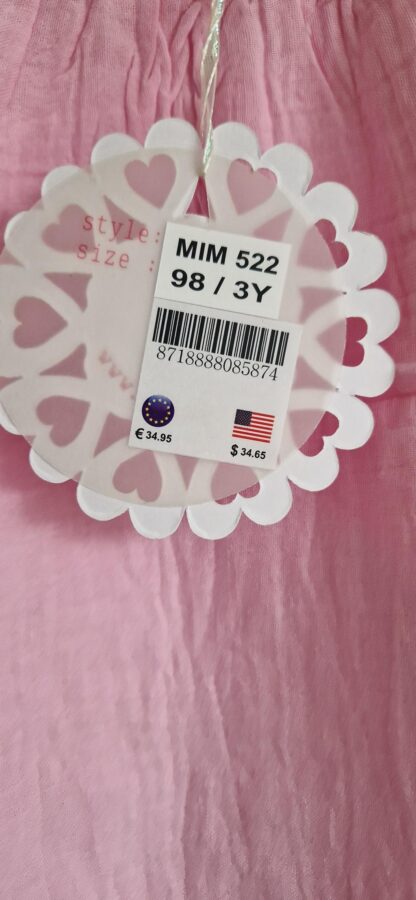 style:
size :
MIM 522
98 / 3Y
8718888085874
€ 34.95
$ 34.65